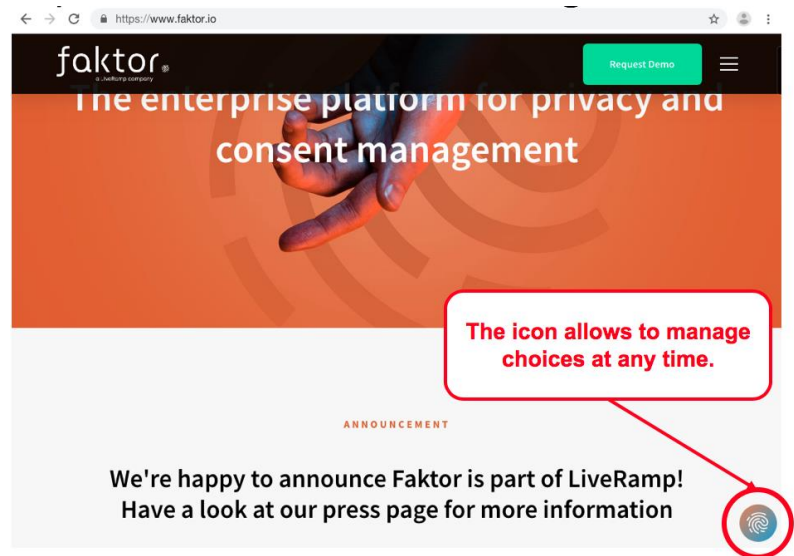 https://www.faktor.io
faktor.
a LiveRamp company
Request Demo
The enterprise platform for privacy and
consent management
The icon allows to manage
choices at any time.
ANNOUNCEMENT
We're happy to announce Faktor is part of LiveRamp!
Have a look at our press page for more information